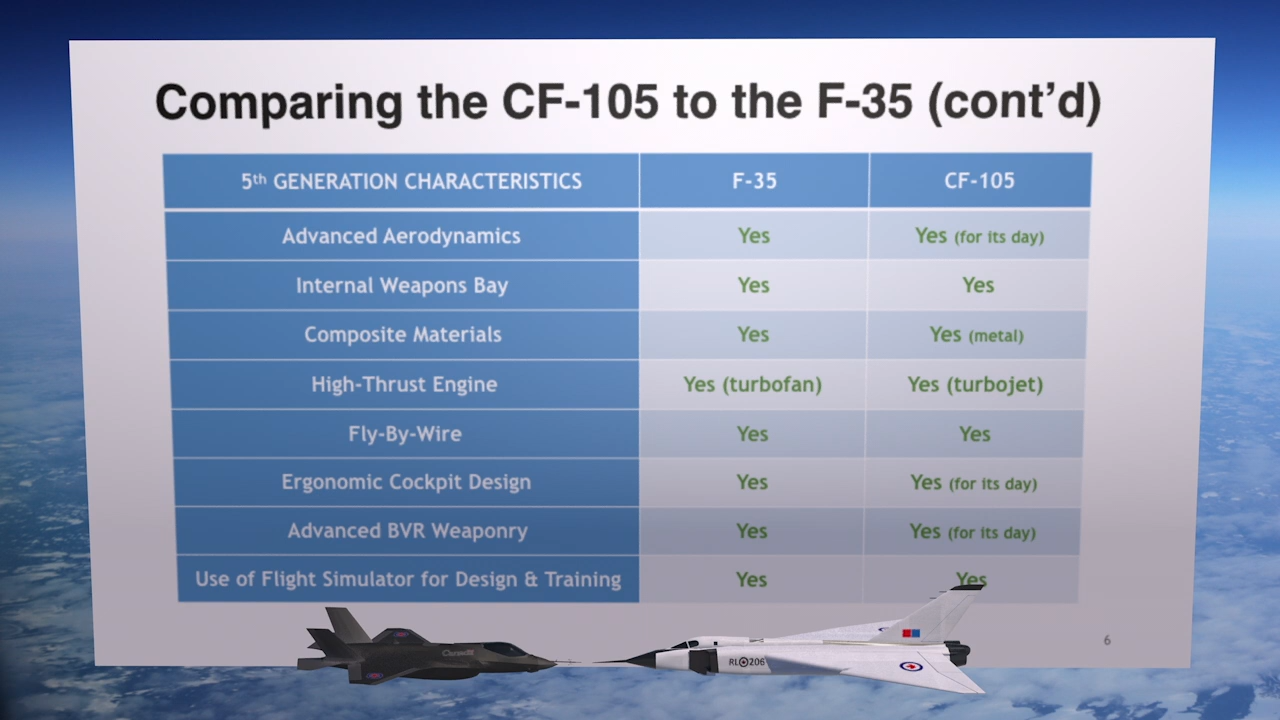 Comparing the CF-105 to the F-35 (cont’d)
5th GENERATION CHARACTERISTICS F-35 CF-105
Advanced Aerodynamics Yes Yes (for its day)
Internal Weapons Bay Yes Yes
Composite Materials Yes Yes (metal)
High-Thrust Engine Yes (turbofan) Yes (turbojet)
Fly-By-Wire Yes Yes
Ergonomic Cockpit Design Yes Yes (for its day)
Advanced BVR Weaponry Yes Yes (for its day)
Use of Flight Simulator for Design & Training Yes Yes
6
Canada
RL 206